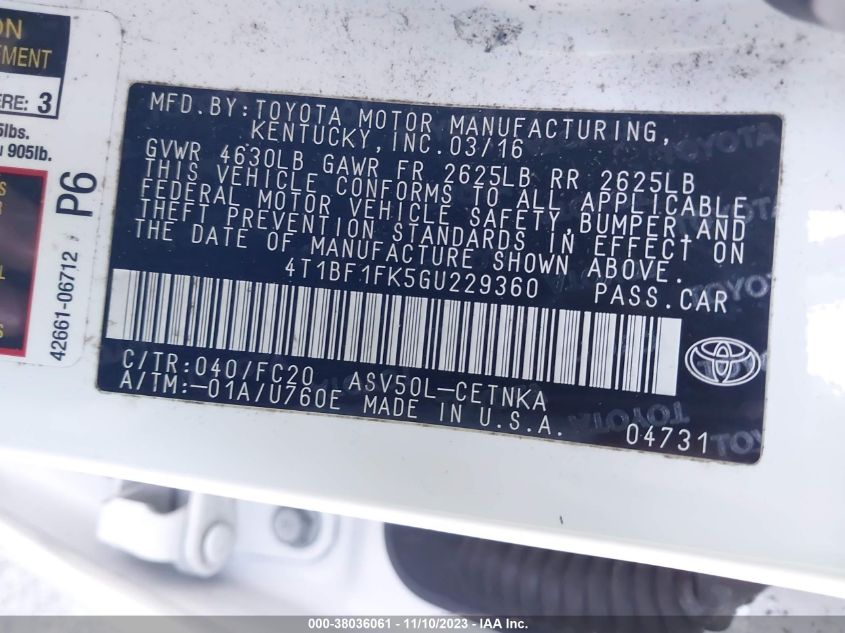 ON
TMENT
ERE: 3
5lbs.
905lb.
P6
42661-06712
MFD.BY:TOYOTA MOTOR MANUFACTURING,
KENTUCKY,INC.03/16
GVWR 4630LB GAWR FR 2625LB RR 2625LB
THIS VEHICLE CONFORMS TO ALL APPLICABLE
FEDERAL MOTOR VEHICLE SAFETY,BUMPER,AND
THEFT PREVENTION STANDARDS IN EFFECT ON
THE DATE OF MANUFACTURE SHOWN ABOVE.
4T1BF1FK5GU229360 PASS.CAR
C/TR:040/FC20 ASV50L-CETNKA
A/TM:-01A/U760E MADE IN U.S.A.
04731
000-38036061 - 11/10/2023 - IAA Inc.